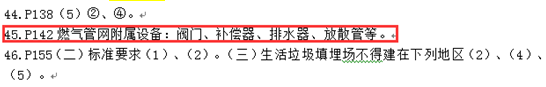 44.P138（5）②、④。
45.P142 燃气管网附属设备：阀门、补偿器、排水器、放散管等。
46.P155（二）标准要求（1）、（2）。（三）生活垃圾填埋场不得建在下列地区（2）、（4）、
（5）。